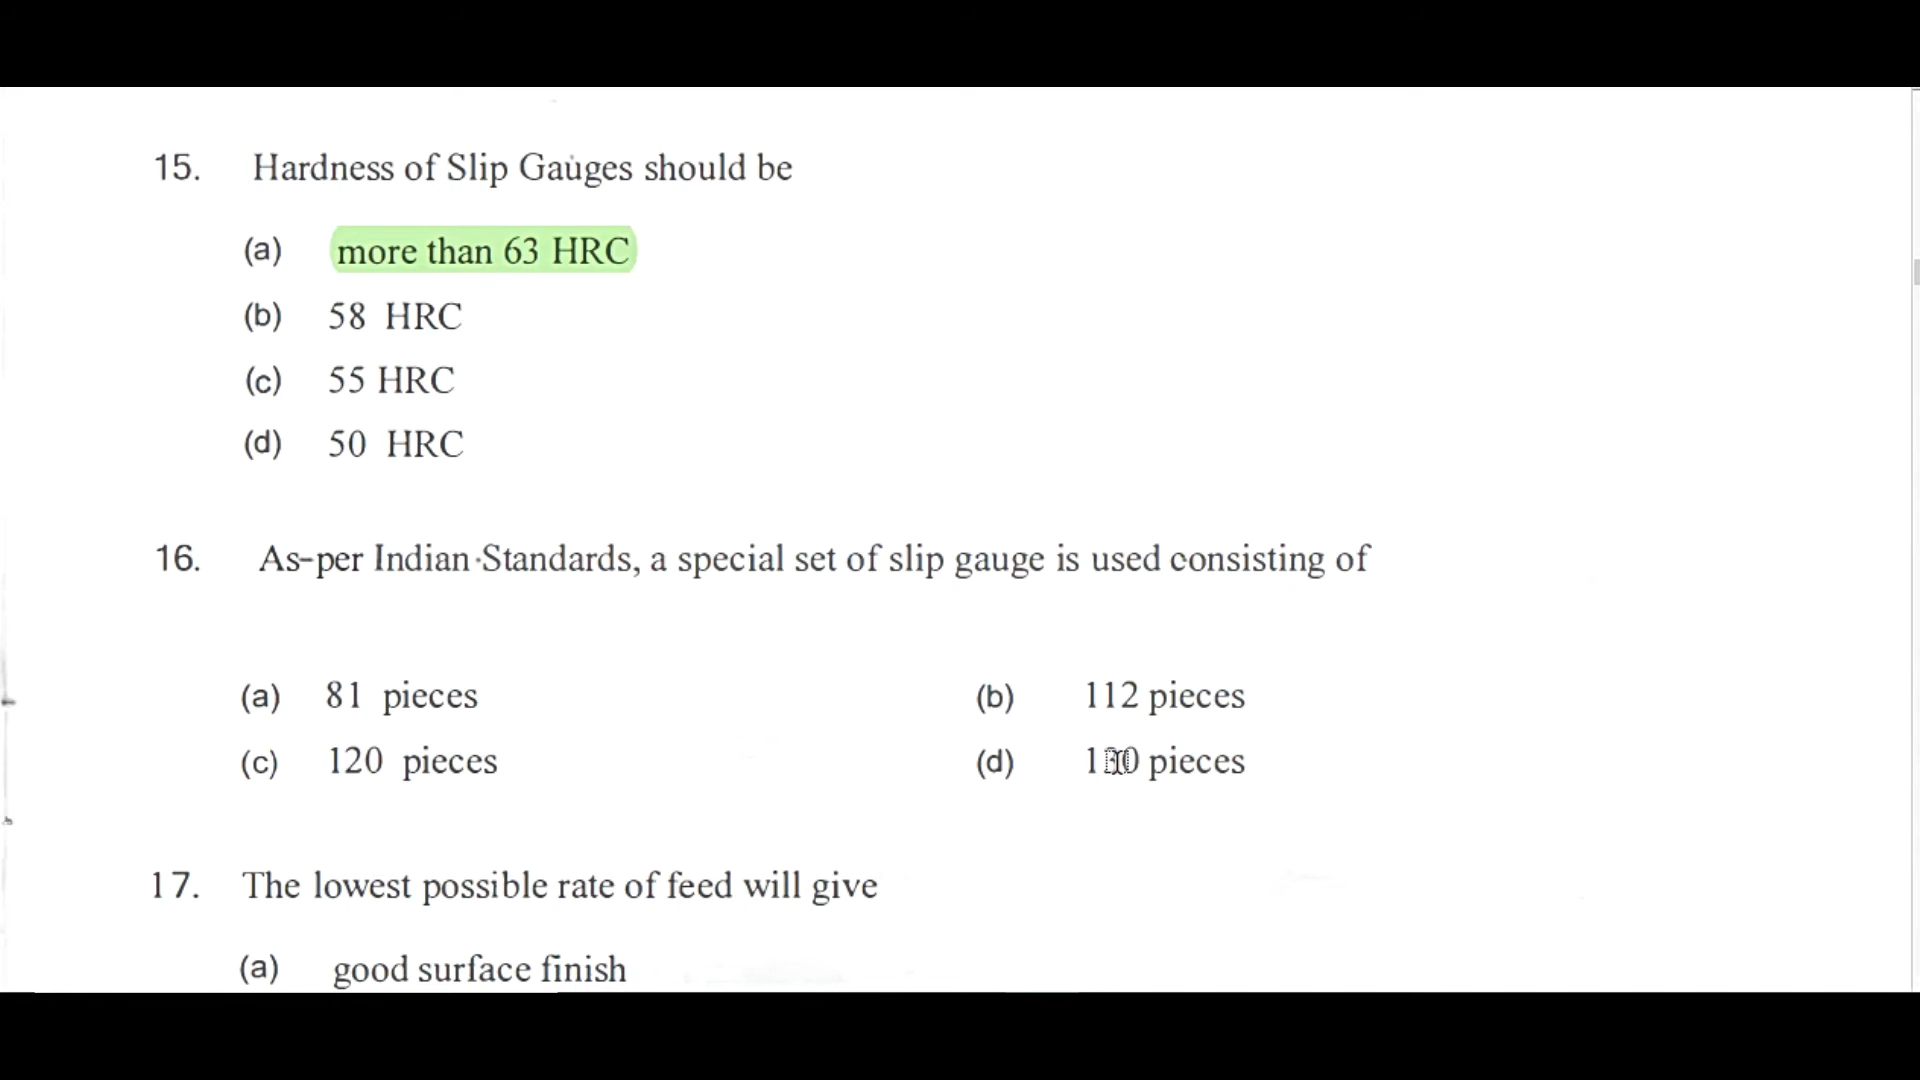 15. Hardness of Slip Gauges should be
(a) more than 63 HRC
(b) 58 HRC
(c) 55 HRC
(d) 50 HRC
16. As-per Indian Standards, a special set of slip gauge is used consisting of
(a) 81 pieces (b) 112 pieces
(c) 120 pieces (d) pieces
17. The lowest possible rate of feed will give
(a) good surface finish